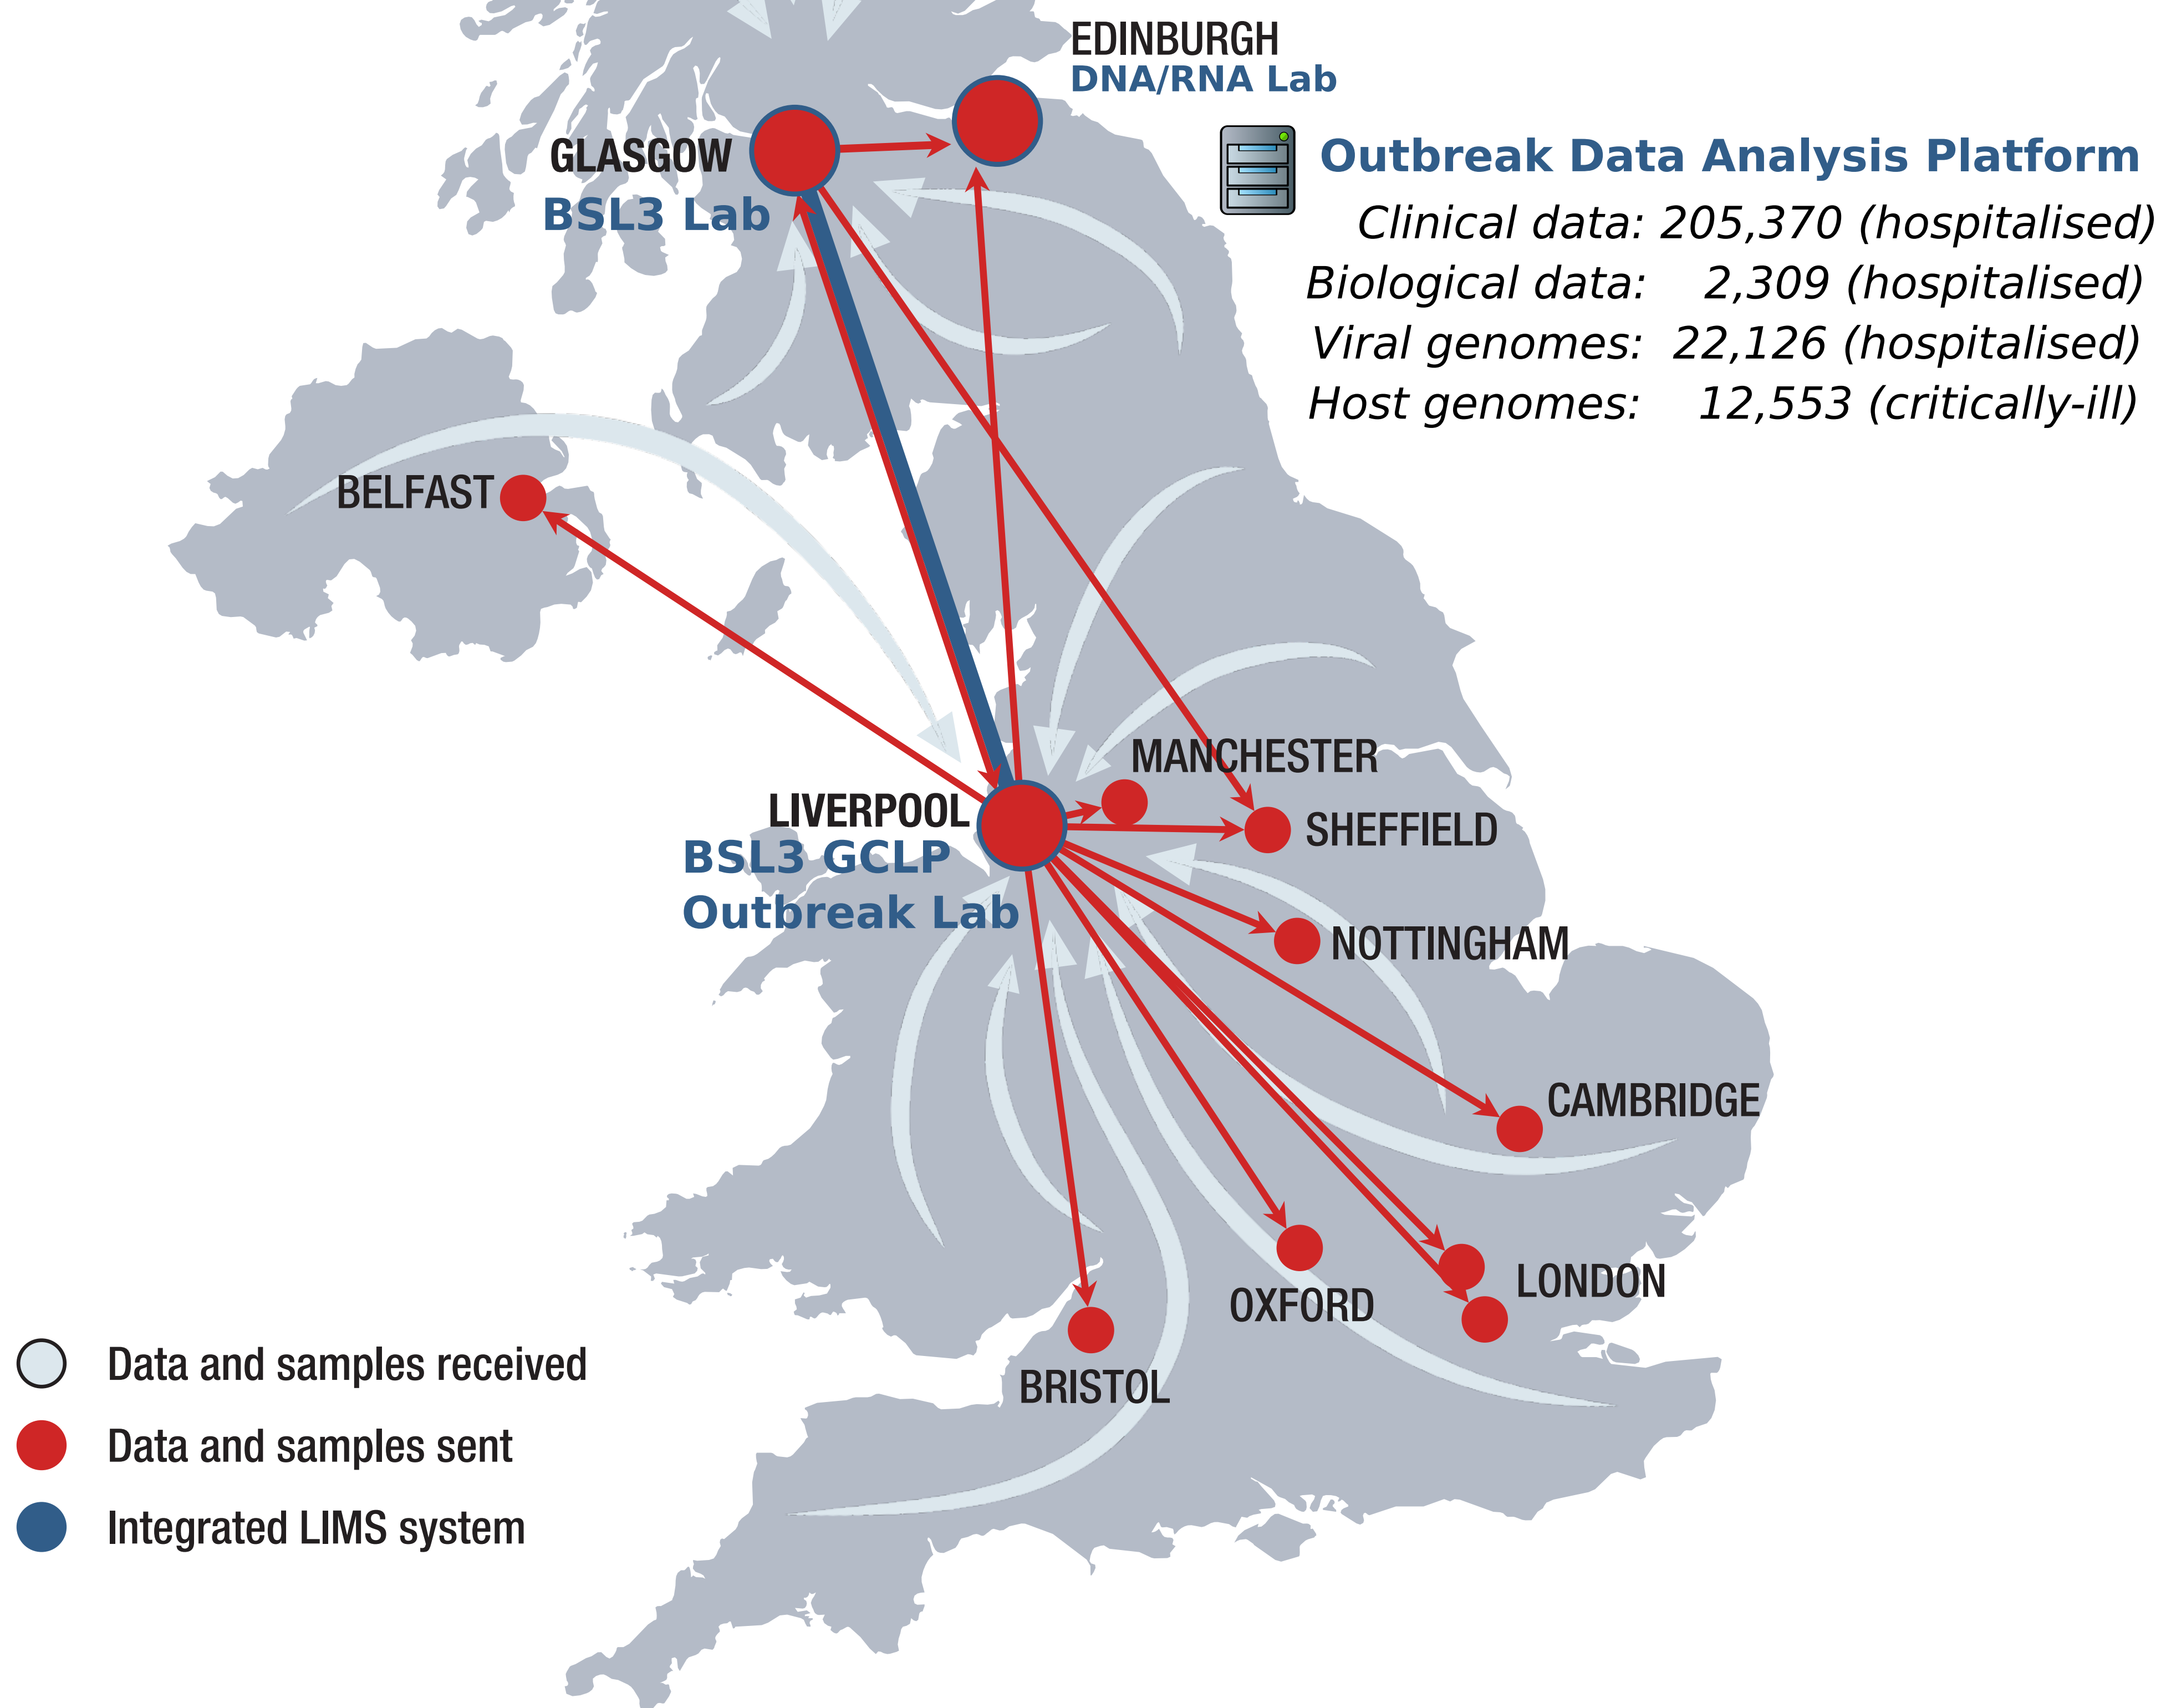 EDINBURGH
DNA/RNA Lab
GLASGOW
BSL3 Lab
Outbreak Data Analysis Platform
Clinical data: 205,370 (hospitalised)
Biological data: 2,309 (hospitalised)
Viral genomes: 22,126 (hospitalised)
Host genomes: 12,553 (critically-ill)
BELFAST
MANCHESTER
LIVERPOOL
BSL3 GCLP
Outbreak Lab
SHEFFIELD
NOTTINGHAM
CAMBRIDGE
LONDON
OXFORD
BRISTOL
Data and samples received
Data and samples sent
Integrated LIMS system